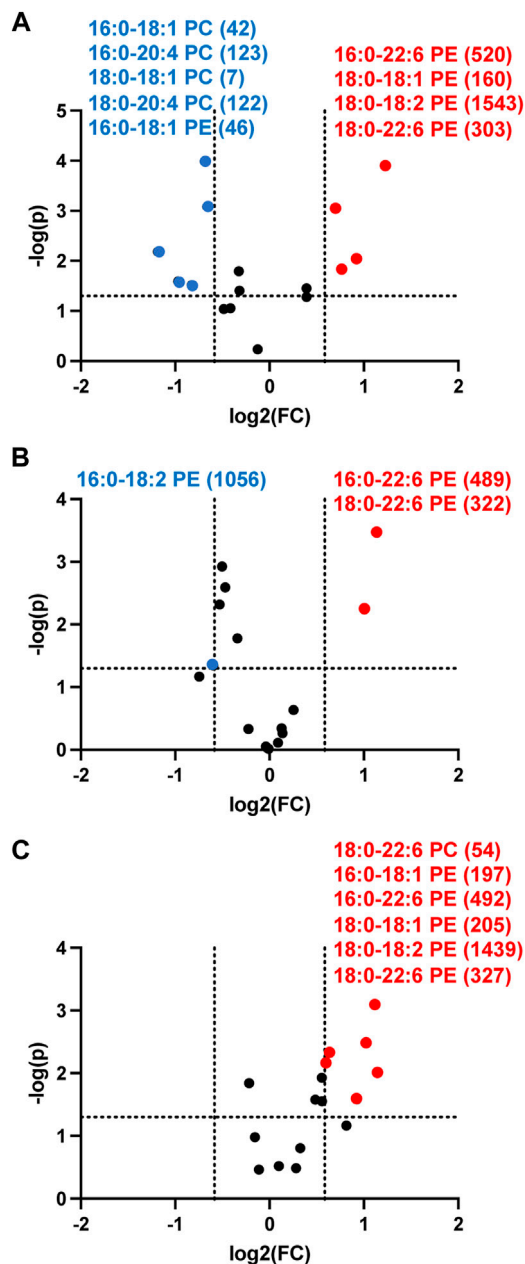 A
16:0-18:1 PC (42)
16:0-20:4 PC (123)
18:0-18:1 PC (7)
18:0-20:4 PC (122)
16:0-18:1 PE (46)
16:0-22:6 PE (520)
18:0-18:1 PE (160)
18:0-18:2 PE (1543)
18:0-22:6 PE (303)
5
4
3
2
1
0
-log(p)
-2
-1
0
1
2
log2(FC)
B
16:0-18:2 PE (1056)
16:0-22:6 PE (489)
18:0-22:6 PE (322)
4
3
2
1
0
-log(p)
-2
-1
0
1
2
log2(FC)
C
18:0-22:6 PC (54)
16:0-18:1 PE (197)
16:0-22:6 PE (492)
18:0-18:1 PE (205)
18:0-18:2 PE (1439)
18:0-22:6 PE (327)
4
3
2
1
0
-log(p)
-2
-1
0
1
2
log2(FC)